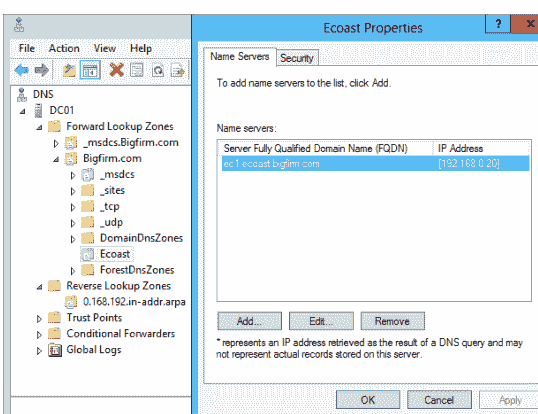 Ecoast Properties
?
x
File Action View Help
Name Servers
Security
DNS
DC01
Forward Lookup Zones
_msdcs.Bigfirm.com
Bigfirm.com
_msdcs
_sites
_tcp
_udp
DomainDnsZones
Ecoast
ForestDnsZones
Reverse Lookup Zones
0.168.192.in-addr.arpa
Trust Points
Conditional Forwarders
Global Logs
To add name servers to the list, click Add.
Name servers:
Server Fully Qualified Domain Name (FQDN) IP Address
ec1.ecoast.bigfirm.com [192.168.0.20]
Add... Edit... Remove
* represents an IP address retrieved as the result of a DNS query and may
not represent actual records stored on this server.
OK Cancel Apply